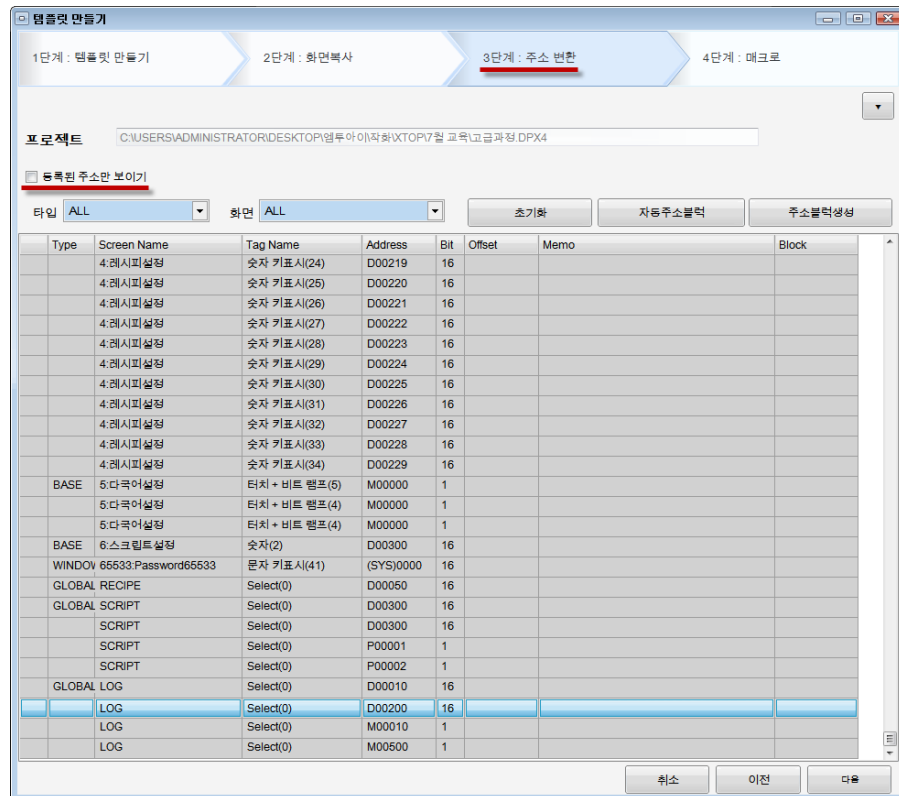 템플릿 만들기
1단계 : 템플릿 만들기 2단계 : 화면복사 3단계 : 주소 변환 4단계 : 매크로
프로젝트 C:\USERS\ADMINISTRATOR\DESKTOP\엠투아이\작화\XTOP\7월 교육\고급과정.DPX4
등록된 주소만 보이기
타입 ALL 화면 ALL 초기화 자동주소블럭 주소블럭생성
Type Screen Name Tag Name Address Bit Offset Memo Block
4:레시피설정 숫자 키표시(24) D00219 16
4:레시피설정 숫자 키표시(25) D00220 16
4:레시피설정 숫자 키표시(26) D00221 16
4:레시피설정 숫자 키표시(27) D00222 16
4:레시피설정 숫자 키표시(28) D00223 16
4:레시피설정 숫자 키표시(29) D00224 16
4:레시피설정 숫자 키표시(30) D00225 16
4:레시피설정 숫자 키표시(31) D00226 16
4:레시피설정 숫자 키표시(32) D00227 16
4:레시피설정 숫자 키표시(33) D00228 16
4:레시피설정 숫자 키표시(34) D00229 16
BASE 5:다국어설정 터치 + 비트 램프(5) M00000 1
5:다국어설정 터치 + 비트 램프(4) M00000 1
5:다국어설정 터치 + 비트 램프(4) M00000 1
BASE 6:스크립트설정 숫자(2) D00300 16
WINDOW 65533:Password65533 문자 키표시(41) (SYS)0000 16
GLOBAL RECIPE Select(0) D00050 16
GLOBAL SCRIPT Select(0) D00300 16
SCRIPT Select(0) D00300 16
SCRIPT Select(0) P00001 1
SCRIPT Select(0) P00002 1
GLOBAL LOG Select(0) D00010 16
LOG Select(0) D00200 16
LOG Select(0) M00010 1
LOG Select(0) M00500 1
취소 이전 다음